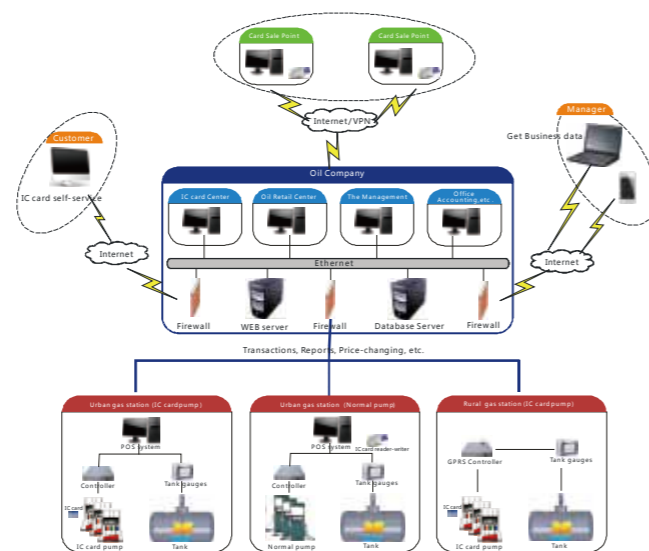 Card Sale Point
Card Sale Point
Internet/VPN
Customer
IC card self-service
Internet
Manager
Get Business data
Internet
Oil Company
IC card Center
Oil Retail Center
The Management
Office
Accounting,etc.
Ethernet
Firewall
WEB server
Firewall
Database Server
Firewall
Transactions, Reports, Price-changing, etc.
Urban gas station (IC card pump)
POS system
Controller
Tank gauges
IC card
IC card pump
Tank
Urban gas station (Normal pump)
POS system
IC card reader-writer
Controller
Tank gauges
Normal pump
Tank
Rural gas station (IC card pump)
GPRS Controller
Tank gauges
IC card
IC card pump
Tank